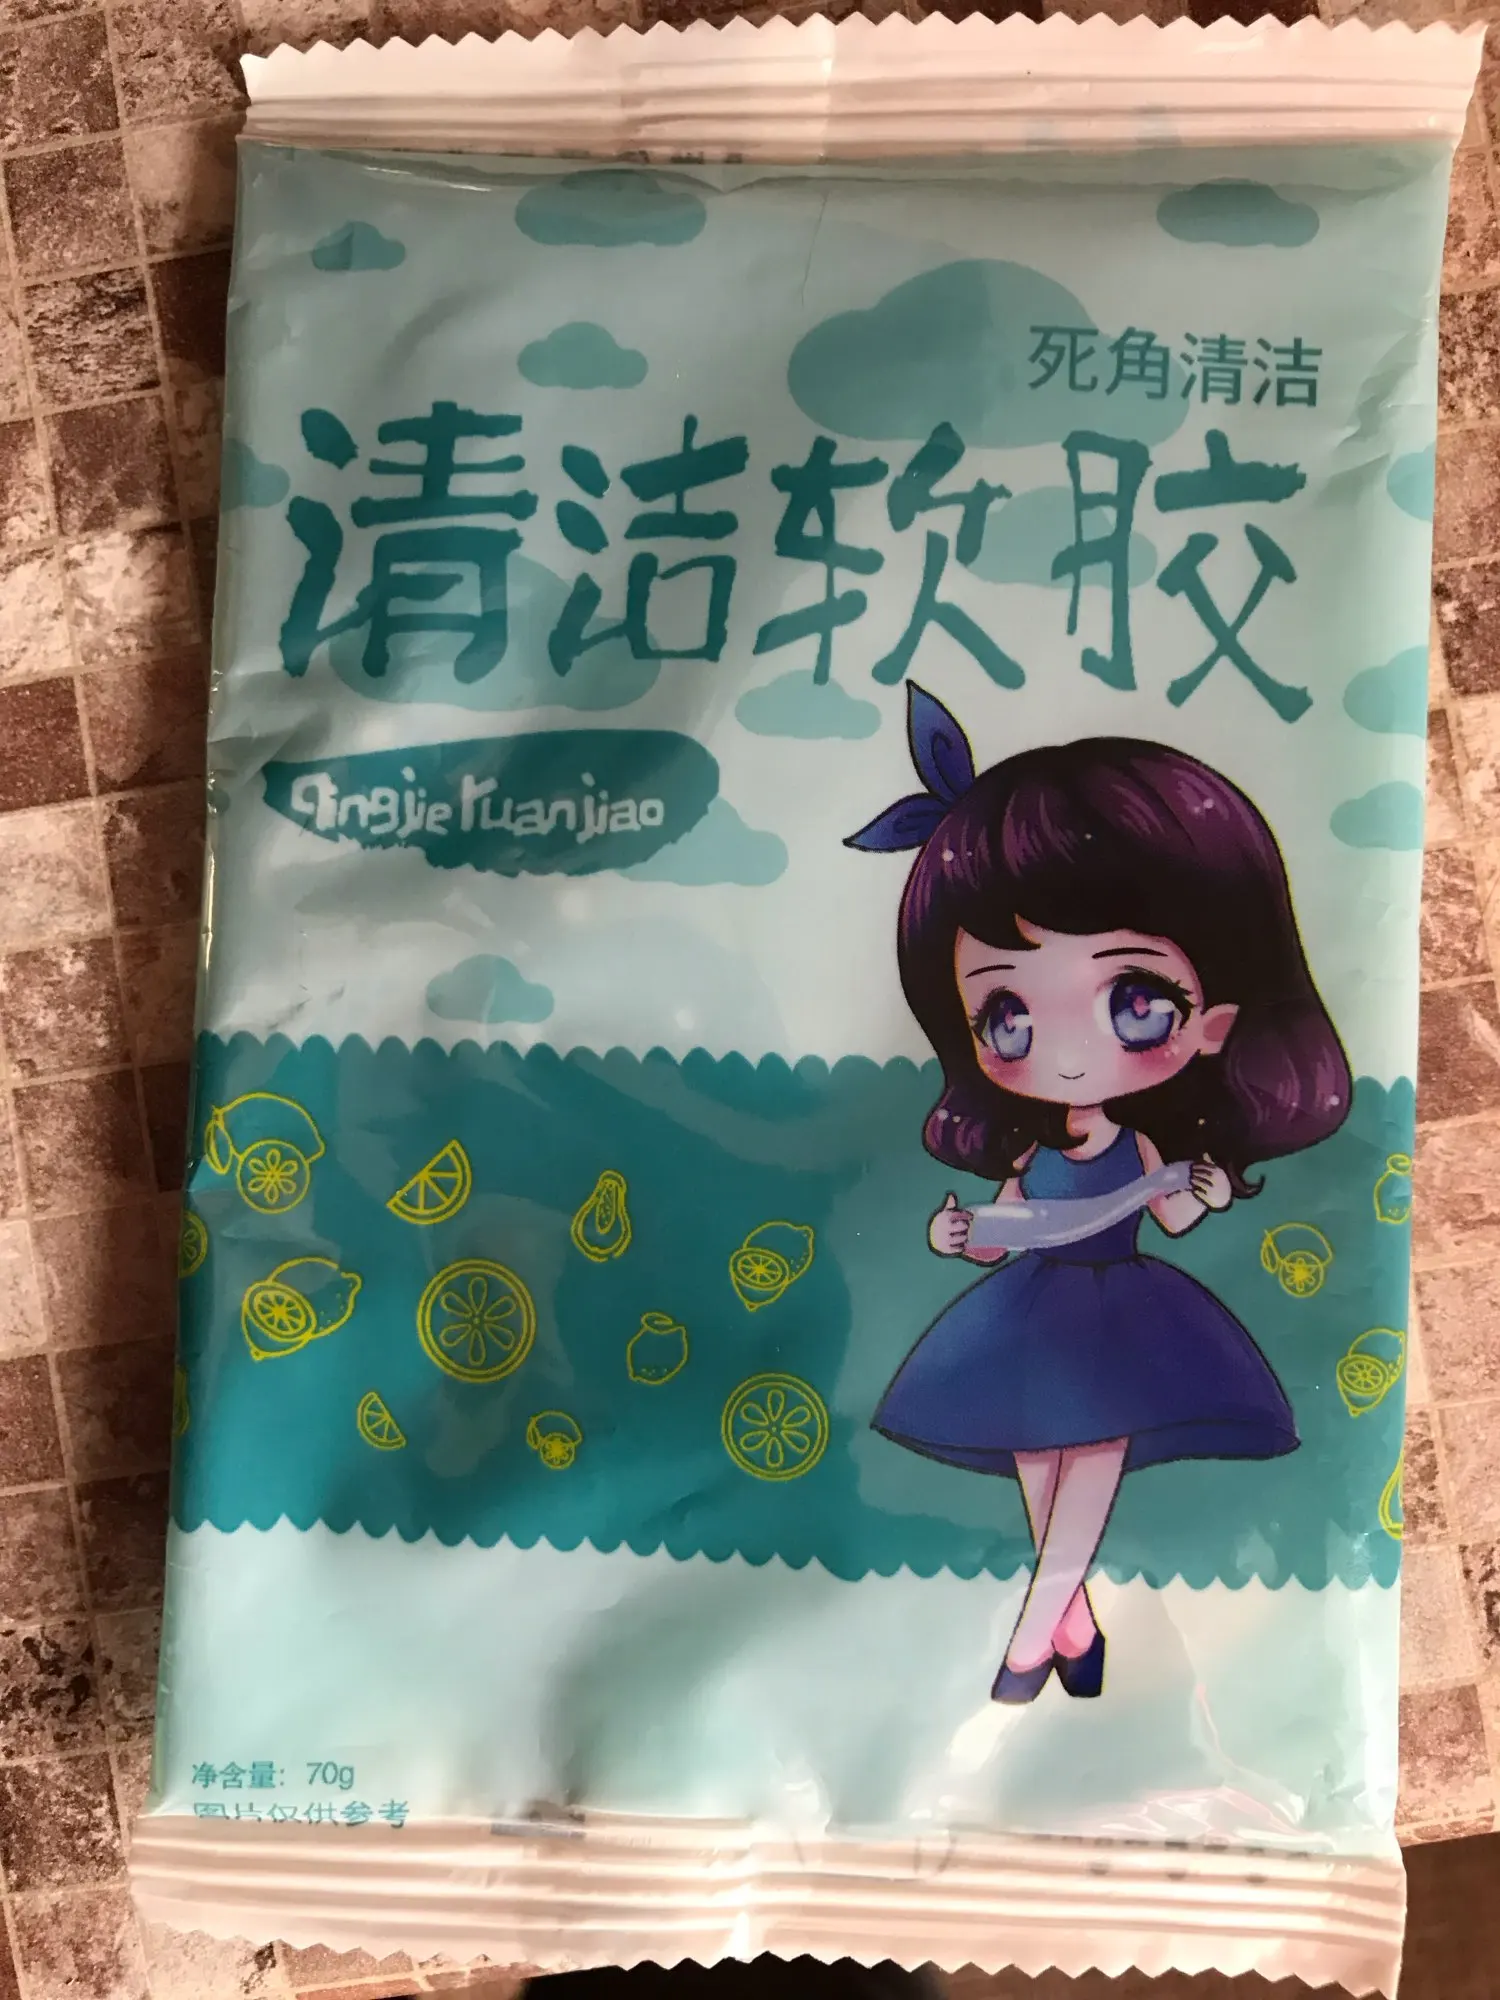 死角清洁
清洁软胶
qingjie ruanjiao
净含量：70g
图片仅供参考